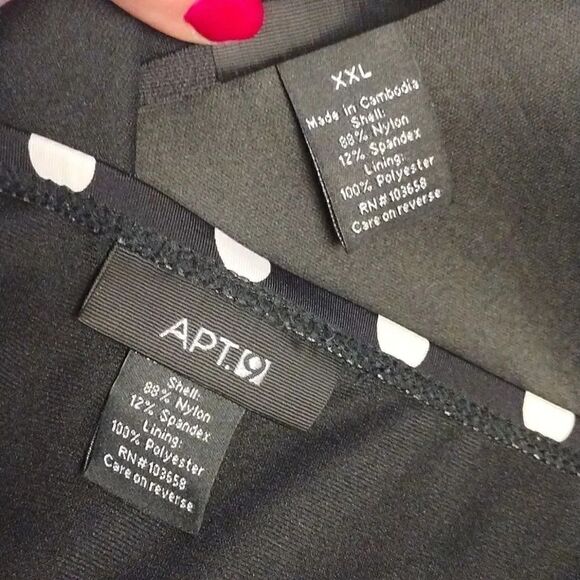 XXL
Made in Cambodia
Shell:
88% Nylon
12% Spandex
Lining:
100% Polyester
RN#103658
Care on reverse
APT.9
Shell:
88% Nylon
12% Spandex
Lining:
100% Polyester
RN#103658
Care on reverse